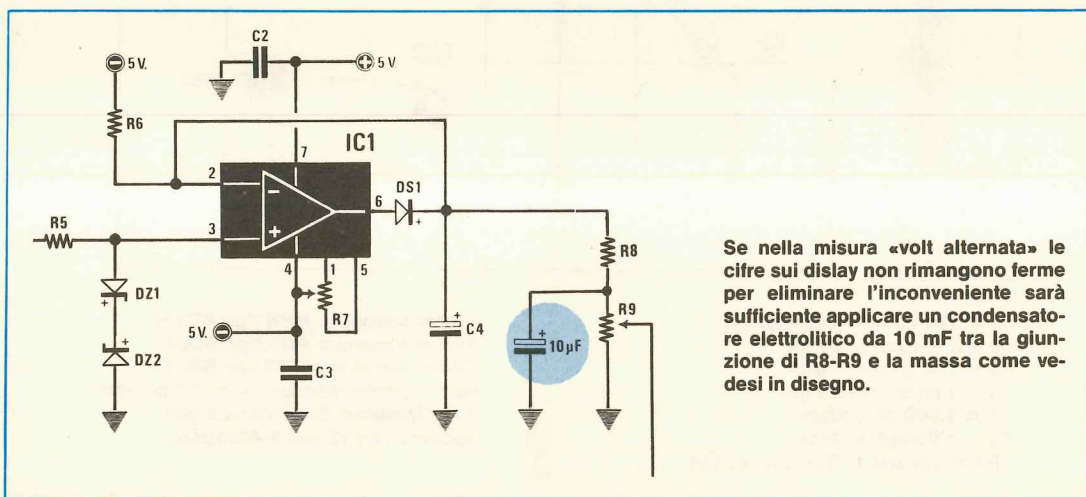 C2
5 V.
5 V
R6
IC1
7
2
6
DS1
R5
3
4
1
5
R8
DZ1
R7
R9
5V.
C4
10µF
DZ2
C3
Se nella misura «volt alternata» le
cifre sui dislay non rimangono ferme
per eliminare l'inconveniente sarà
sufficiente applicare un condensato-
re elettrolitico da 10 mF tra la giun-
zione di R8-R9 e la massa come ve-
desi in disegno.